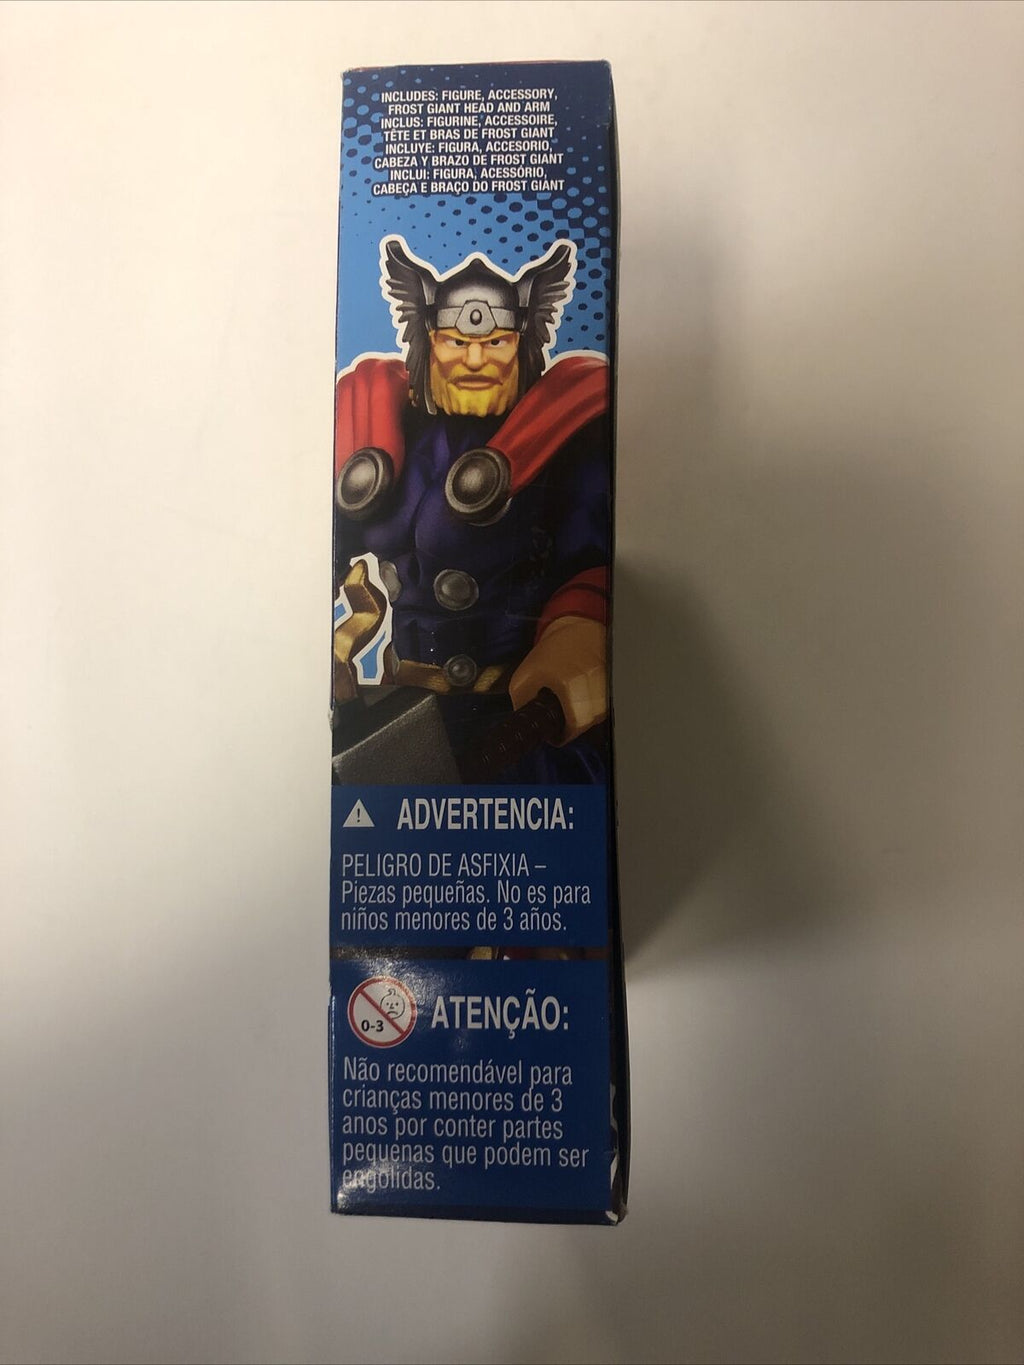 INCLUDES: FIGURE, ACCESSORY,
FROST GIANT HEAD AND ARM
INCLUS: FIGURINE, ACCESSOIRE,
TÊTE ET BRAS DE FROST GIANT
INCLUYE: FIGURA, ACCESORIO,
CABEZA Y BRAZO DE FROST GIANT
INCLUI: FIGURA, ACESSÓRIO,
CABEÇA E BRAÇO DO FROST GIANT
ADVERTENCIA:
PELIGRO DE ASFIXIA –
Piezas pequeñas. No es para
niños menores de 3 años.
0-3
ATENÇÃO:
Não recomendável para
crianças menores de 3
anos por conter partes
pequenas que podem ser
engolidas.